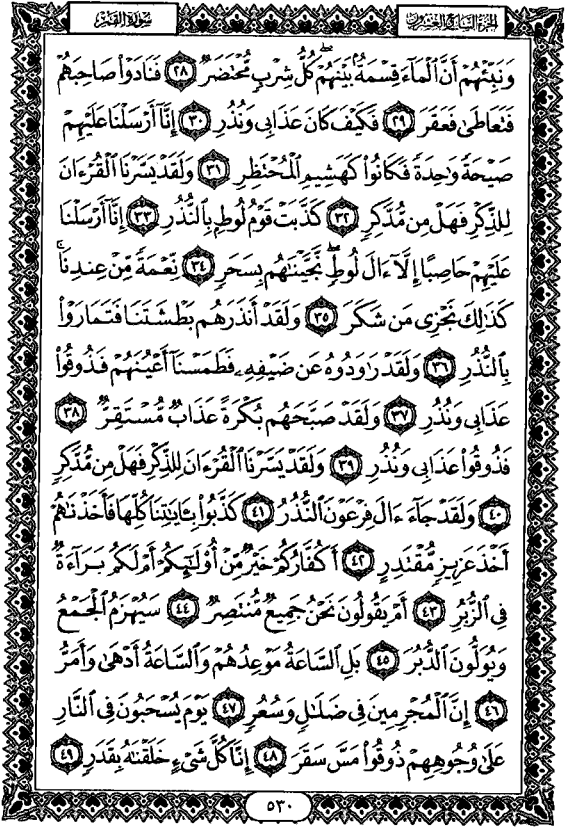 سورة القمر
الجزء السابع والعشرون
وَنَبِّئْهُمْ أَنَّ ٱلْمَآءَ قِسْمَةٌۢ بَيْنَهُمْ ۖ كُلُّ شِرْبٍ مُّحْتَضَرٌ ٢٨ فَنَادَوْا۟ صَاحِبَهُمْ
فَتَعَاطَىٰ فَعَقَرَ ٢٩ فَكَيْفَ كَانَ عَذَابِى وَنُذُرِ ٣٠ إِنَّآ أَرْسَلْنَا عَلَيْهِمْ
صَيْحَةً وَٰحِدَةً فَكَانُوا۟ كَهَشِيمِ ٱلْمُحْتَظِرِ ٣١ وَلَقَدْ يَسَّرْنَا ٱلْقُرْءَانَ
لِلذِّكْرِ فَهَلْ مِن مُّدَّكِرٍ ٣٢ كَذَّبَتْ قَوْمُ لُوطٍۭ بِٱلنُّذُرِ ٣٣ إِنَّآ أَرْسَلْنَا
عَلَيْهِمْ حَاصِبًا إِلَّآ ءَالَ لُوطٍ ۖ نَّجَّيْنَٰهُم بِسَحَرٍ ٣٤ نِّعْمَةً مِّنْ عِندِنَا ۚ
كَذَٰلِكَ نَجْزِى مَن شَكَرَ ٣٥ وَلَقَدْ أَنذَرَهُم بَطْشَتَنَا فَتَمَارَوْا۟
بِٱلنُّذُرِ ٣٦ وَلَقَدْ رَٰوَدُوهُ عَن ضَيْفِهِۦ فَطَمَسْنَآ أَعْيُنَهُمْ فَذُوقُوا۟
عَذَابِى وَنُذُرِ ٣٧ وَلَقَدْ صَبَّحَهُم بُكْرَةً عَذَابٌ مُّسْتَقِرٌّ ٣٨
فَذُوقُوا۟ عَذَابِى وَنُذُرِ ٣٩ وَلَقَدْ يَسَّرْنَا ٱلْقُرْءَانَ لِلذِّكْرِ فَهَلْ مِن مُّدَّكِرٍ
٤٠ وَلَقَدْ جَآءَ ءَالَ فِرْعَوْنَ ٱلنُّذُرُ ٤١ كَذَّبُوا۟ بِـَٔايَٰتِنَا كُلِّهَا فَأَخَذْنَٰهُمْ
أَخْذَ عَزِيزٍ مُّقْتَدِرٍ ٤٢ أَكُفَّارُكُمْ خَيْرٌ مِّنْ أُو۟لَٰٓئِكُمْ أَمْ لَكُم بَرَآءَةٌ
فِى ٱلزُّبُرِ ٤٣ أَمْ يَقُولُونَ نَحْنُ جَمِيعٌ مُّنتَصِرٌ ٤٤ سَيُهْزَمُ ٱلْجَمْعُ
وَيُوَلُّونَ ٱلدُّبُرَ ٤٥ بَلِ ٱلسَّاعَةُ مَوْعِدُهُمْ وَٱلسَّاعَةُ أَدْهَىٰ وَأَمَرُّ
٤٦ إِنَّ ٱلْمُجْرِمِينَ فِى ضَلَٰلٍ وَسُعُرٍ ٤٧ يَوْمَ يُسْحَبُونَ فِى ٱلنَّارِ
عَلَىٰ وُجُوهِهِمْ ذُوقُوا۟ مَسَّ سَقَرَ ٤٨ إِنَّا كُلَّ شَىْءٍ خَلَقْنَٰهُ بِقَدَرٍ ٤٩
٥٣٠